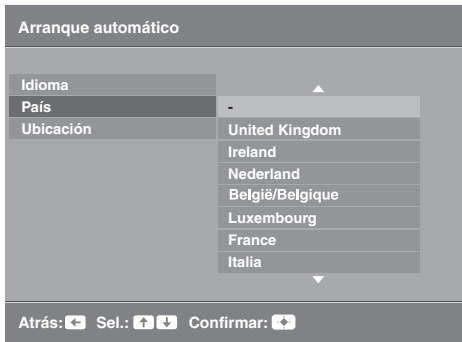 Arranque automático
Idioma
País
-
Ubicación
United Kingdom
Ireland
Nederland
België/Belgique
Luxembourg
France
Italia
Atrás: Sel.: Confirmar: